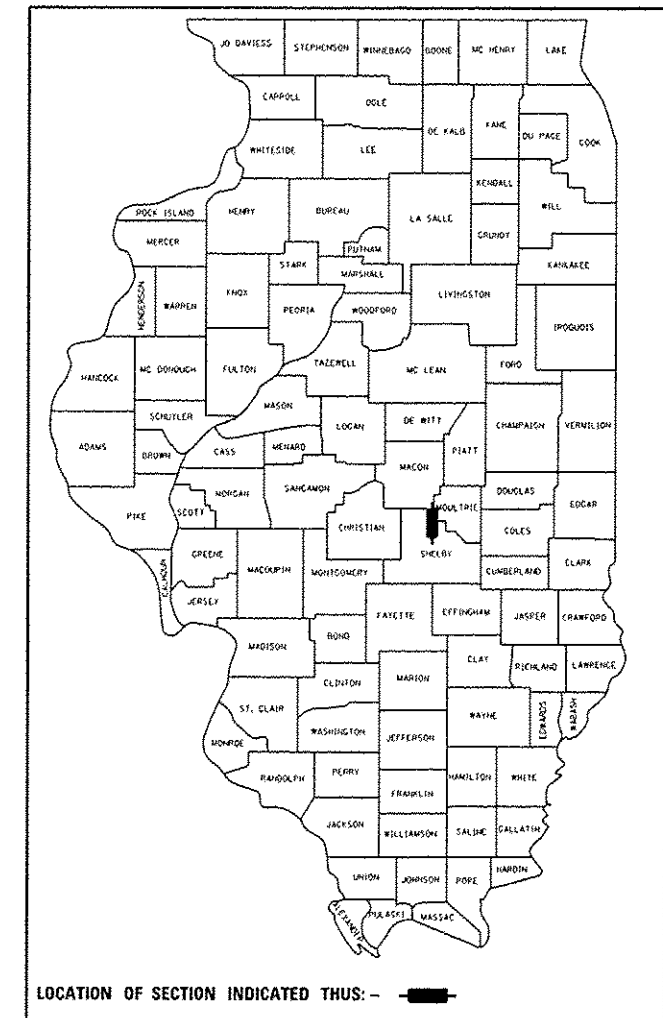 JO DAVIESS STEPHENSON WINNEBAGO BOONE MC HENRY LAKE
CARROLL OGLE DE KALB KANE DU PAGE COOK
WHITESIDE LEE KENDALL WILL
ROCK ISLAND HENRY BUREAU LA SALLE GRUNDY
MERCER PUTNAM
STARK MARSHALL KANKAKEE
HENDERSON WARREN KNOX PEORIA WOODFORD LIVINGSTON IROQUOIS
HANCOCK MC DONOUGH FULTON TAZEWELL MC LEAN FORD
MASON
SCHUYLER LOGAN DE WITT CHAMPAIGN VERMILION
ADAMS BROWN CASS MENARD MACON PIATT
PIKE SCOTT MORGAN SANGAMON MOULTRIE DOUGLAS EDGAR
CHRISTIAN COLES
GREENE MACOUPIN MONTGOMERY SHELBY CUMBERLAND CLARK
CALHOUN JERSEY
FAYETTE EFFINGHAM JASPER CRAWFORD
MADISON BOND
CLAY RICHLAND LAWRENCE
CLINTON MARION
ST. CLAIR WAYNE EDWARDS WABASH
MONROE WASHINGTON JEFFERSON
RANDOLPH PERRY HAMILTON WHITE
FRANKLIN
JACKSON WILLIAMSON SALINE GALLATIN
UNION JOHNSON POPE HARDIN
ALEXANDER PULASKI MASSAC
LOCATION OF SECTION INDICATED THUS: -